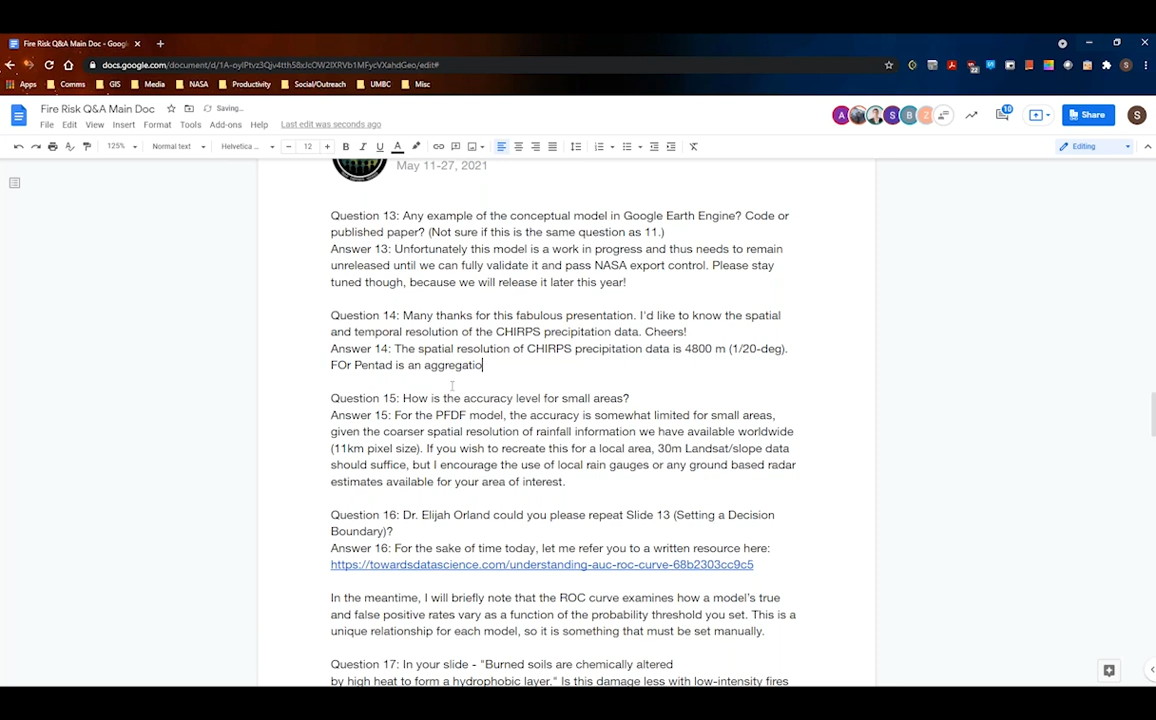 Fire Risk Q&A Main Doc - Googl
docs.google.com/document/d/
Apps Comms GIS Media NASA Productivity Social/Outreach UMBC Misc
Fire Risk Q&A Main Doc Saving...
File Edit View Insert Format Tools Add-ons Help Last edit was seconds ago
A S B Z 10 Share S
125% Normal text Helvetica ... 12 B I U A Editing
May 11-27, 2021
Question 13: Any example of the conceptual model in Google Earth Engine? Code or
published paper? (Not sure if this is the same question as 11.)
Answer 13: Unfortunately this model is a work in progress and thus needs to remain
unreleased until we can fully validate it and pass NASA export control. Please stay
tuned though, because we will release it later this year!
Question 14: Many thanks for this fabulous presentation. I'd like to know the spatial
and temporal resolution of the CHIRPS precipitation data. Cheers!
Answer 14: The spatial resolution of CHIRPS precipitation data is 4800 m (1/20-deg).
FOr Pentad is an aggregatio
Question 15: How is the accuracy level for small areas?
Answer 15: For the PFDF model, the accuracy is somewhat limited for small areas,
given the coarser spatial resolution of rainfall information we have available worldwide
(11km pixel size). If you wish to recreate this for a local area, 30m Landsat/slope data
should suffice, but I encourage the use of local rain gauges or any ground based radar
estimates available for your area of interest.
Question 16: Dr. Elijah Orland could you please repeat Slide 13 (Setting a Decision
Boundary)?
Answer 16: For the sake of time today, let me refer you to a written resource here:
https://towardsdatascience.com/understanding-auc-roc-curve-68b2303cc9c5
In the meantime, I will briefly note that the ROC curve examines how a model's true
and false positive rates vary as a function of the probability threshold you set. This is a
unique relationship for each model, so it is something that must be set manually.
Question 17: In your slide - "Burned soils are chemically altered
by high heat to form a hydrophobic layer." Is this damage less with low-intensity fires